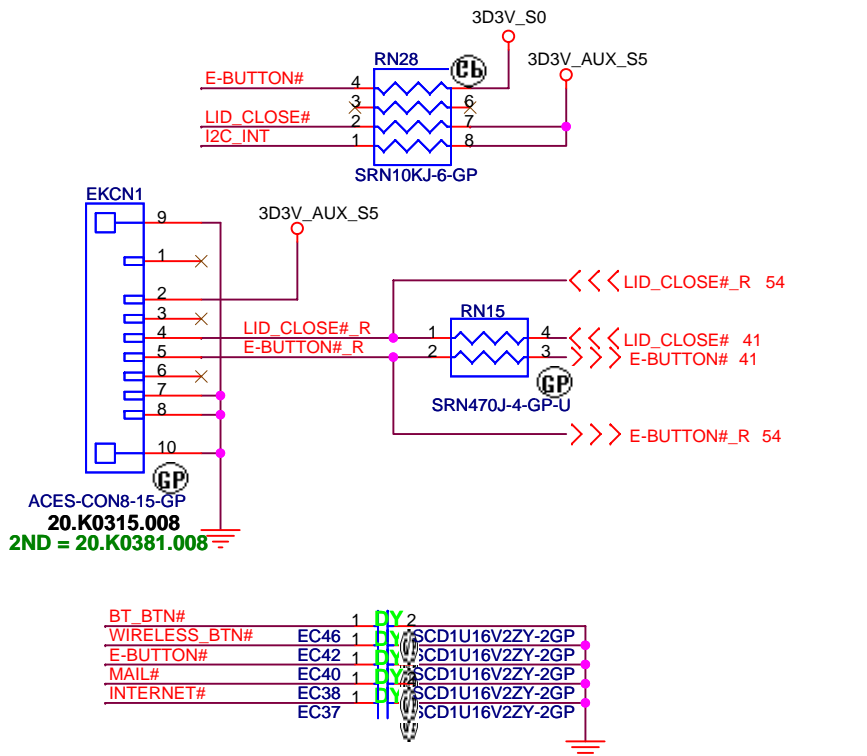 3D3V_S0
3D3V_AUX_S5
RN28
E-BUTTON# 4
3 6
LID_CLOSE# 2 7
I2C_INT 1 8
SRN10KJ-6-GP
EKCN1
9
3D3V_AUX_S5
1
2
3
LID_CLOSE#_R 54
RN15
4 LID_CLOSE#_R 1 4 LID_CLOSE# 41
5 E-BUTTON#_R 2 3 E-BUTTON# 41
6
GP
7
8
SRN470J-4-GP-U
E-BUTTON#_R 54
10
GP
ACES-CON8-15-GP
20.K0315.008
2ND = 20.K0381.008
BT_BTN# 1 DY 2
WIRELESS_BTN# EC46 1 DY SCD1U16V2ZY-2GP
E-BUTTON# EC42 1 DY SCD1U16V2ZY-2GP
MAIL# EC40 1 DY SCD1U16V2ZY-2GP
INTERNET# EC38 1 DY SCD1U16V2ZY-2GP
EC37 SCD1U16V2ZY-2GP